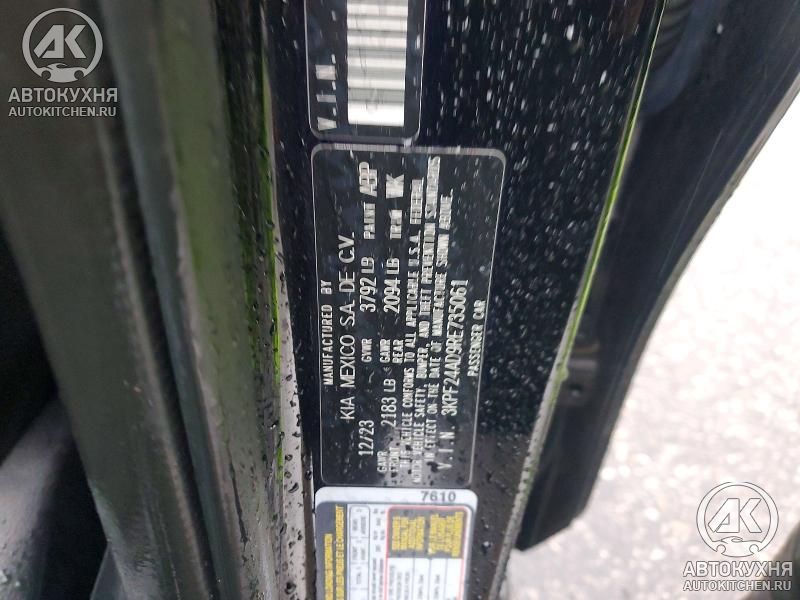 АК
АВТОКУХНЯ
AUTOKITCHEN.RU
V.I.N.
MANUFACTURED BY
KIA MEXICO S.A. DE C.V.
12/23 GVWR 3792 LB PAINT ABP
GAWR FRONT 2183 LB GAWR REAR 2094 LB TRIM WK
THIS VEHICLE CONFORMS TO ALL APPLICABLE U.S.A. FEDERAL
MOTOR VEHICLE SAFETY, BUMPER, AND THEFT PREVENTION STANDARDS
IN EFFECT ON THE DATE OF MANUFACTURE SHOWN ABOVE.
V.I.N. 3KPF24AD9RE735061
PASSENGER CAR
7610
АК
АВТОКУХНЯ
AUTOKITCHEN.RU